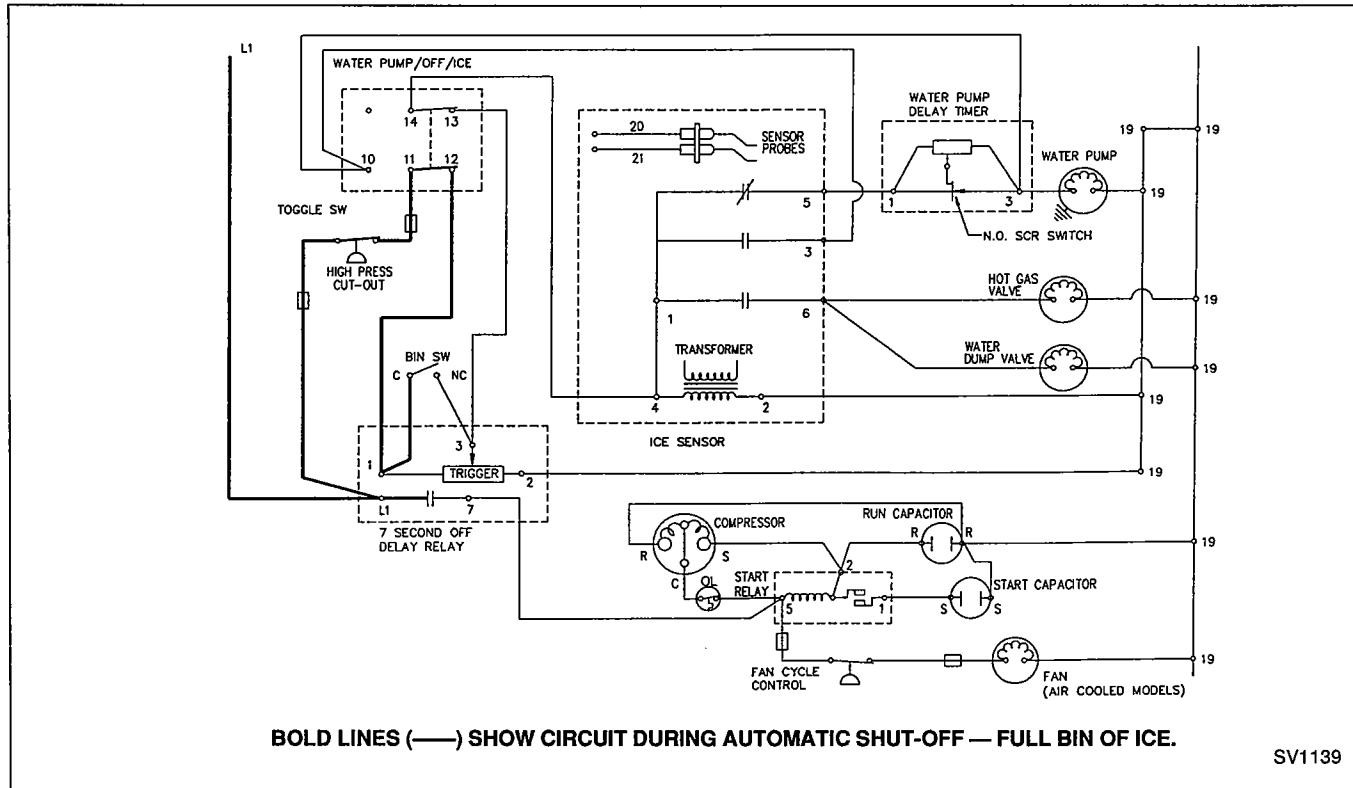 L1
WATER PUMP/OFF/ICE
14 13
10 11 12
TOGGLE SW
HIGH PRESS
CUT-OUT
20
21
SENSOR
PROBES
WATER PUMP
DELAY TIMER
19 19
WATER PUMP
5 1 3 19
N.O. SCR SWITCH
3
HOT GAS
VALVE
1 6 19
BIN SW
C NC
TRANSFORMER
WATER
DUMP VALVE
19
4 2 19
ICE SENSOR
3
1 TRIGGER 2 19
L1 7
7 SECOND OFF
DELAY RELAY
COMPRESSOR
RUN CAPACITOR
R S R R 19
C OL
START
RELAY
2
START CAPACITOR
5 1 S S
FAN CYCLE
CONTROL
FAN
(AIR COOLED MODELS)
19
BOLD LINES (——) SHOW CIRCUIT DURING AUTOMATIC SHUT-OFF — FULL BIN OF ICE.
SV1139